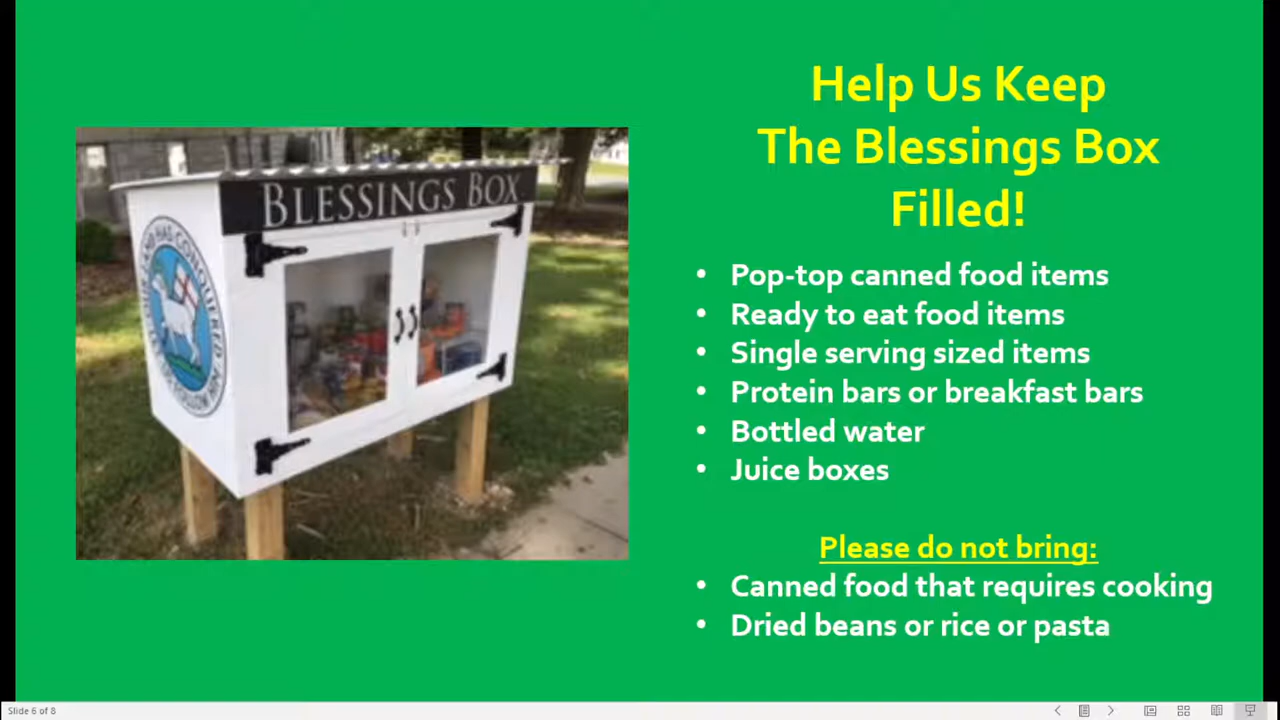 Help Us Keep
The Blessings Box
Filled!
BLESSINGS BOX
• Pop-top canned food items
• Ready to eat food items
• Single serving sized items
• Protein bars or breakfast bars
• Bottled water
• Juice boxes
Please do not bring:
• Canned food that requires cooking
• Dried beans or rice or pasta
HAS CONQUERED
Slide 6 of 8